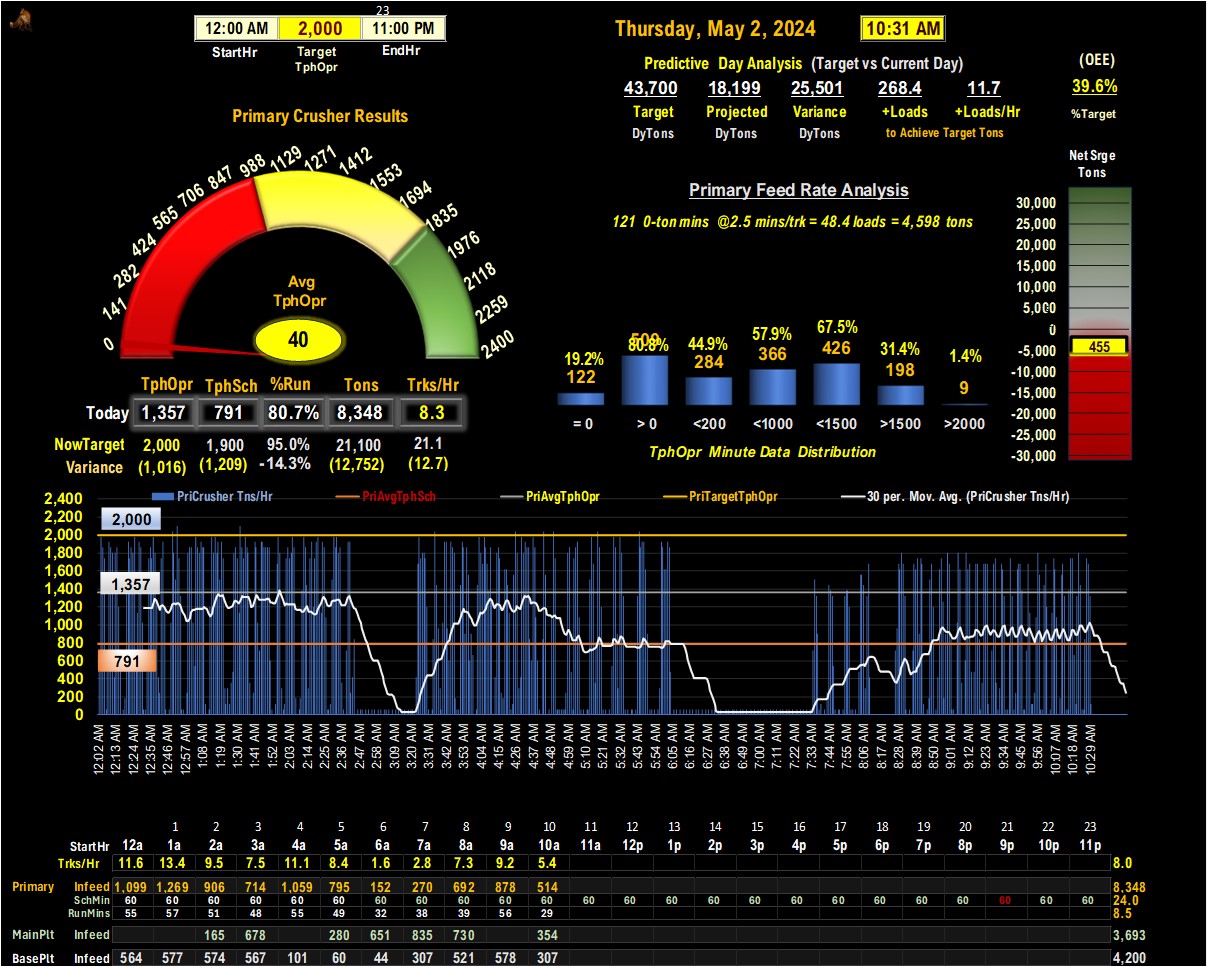 23
12:00 AM 2,000 11:00 PM
StartHr Target TphOpr EndHr
Thursday, May 2, 2024 10:31 AM
Predictive Day Analysis (Target vs Current Day)
43,700 18,199 25,501 268.4 11.7
Target Projected Variance +Loads +Loads/Hr
DyTons DyTons DyTons to Achieve Target Tons
(OEE)
39.6%
%Target
Primary Crusher Results
0 141 282 424 565 706 847 988 1129 1271 1412 1553 1694 1835 1976 2118 2259 2400
Avg
TphOpr
40
TphOpr TphSch %Run Tons Trks/Hr
Today 1,357 791 80.7% 8,348 8.3
NowTarget 2,000 1,900 95.0% 21,100 21.1
Variance (1,016) (1,209) -14.3% (12,752) (12.7)
Primary Feed Rate Analysis
121 0-ton mins @2.5 mins/trk = 48.4 loads = 4,598 tons
19.2% 44.9% 57.9% 67.5% 31.4% 1.4%
122 284 366 426 198 9
= 0 > 0 <200 <1000 <1500 >1500 >2000
TphOpr Minute Data Distribution
Net Srge
Tons
30,000
25,000
20,000
15,000
10,000
5,000
0
-5,000
-10,000
-15,000
-20,000
-25,000
-30,000
455
PriCrusher Tns/Hr PriAvgTphSch PriAvgTphOpr PriTargetTphOpr 30 per. Mov. Avg. (PriCrusher Tns/Hr)
2,400
2,200
2,000
1,800
1,600
1,400
1,200
1,000
800
600
400
200
0
2,000
1,357
791
12:02 AM 12:13 AM 12:24 AM 12:35 AM 12:46 AM 12:57 AM 1:08 AM 1:19 AM 1:30 AM 1:41 AM 1:52 AM 2:03 AM 2:14 AM 2:25 AM 2:36 AM 2:47 AM 2:58 AM 3:09 AM 3:20 AM 3:31 AM 3:42 AM 3:53 AM 4:04 AM 4:15 AM 4:26 AM 4:37 AM 4:48 AM 4:59 AM 5:10 AM 5:21 AM 5:32 AM 5:43 AM 5:54 AM 6:05 AM 6:16 AM 6:27 AM 6:38 AM 6:49 AM 7:00 AM 7:11 AM 7:22 AM 7:33 AM 7:44 AM 7:55 AM 8:06 AM 8:17 AM 8:28 AM 8:39 AM 8:50 AM 9:01 AM 9:12 AM 9:23 AM 9:34 AM 9:45 AM 9:56 AM 10:07 AM 10:18 AM 10:29 AM
1 2 3 4 5 6 7 8 9 10 11 12 13 14 15 16 17 18 19 20 21 22 23
StartHr 12a 1a 2a 3a 4a 5a 6a 7a 8a 9a 10a 11a 12p 1p 2p 3p 4p 5p 6p 7p 8p 9p 10p 11p
Trks/Hr 11.6 13.4 9.5 7.5 11.1 8.4 1.6 2.8 7.3 9.2 5.4 8.0
Primary Infeed 1,099 1,269 906 714 1,059 795 152 270 692 878 514 8,348
SchMin 60 60 60 60 60 60 60 60 60 60 60 60 60 60 60 60 60 60 60 60 60 60 60 60 24.0
RunMins 55 57 51 48 55 49 32 38 39 56 29 8.5
MainPlt Infeed 165 678 280 651 835 730 354 3,693
BasePlt Infeed 564 577 574 567 101 60 44 307 521 578 307 4,200